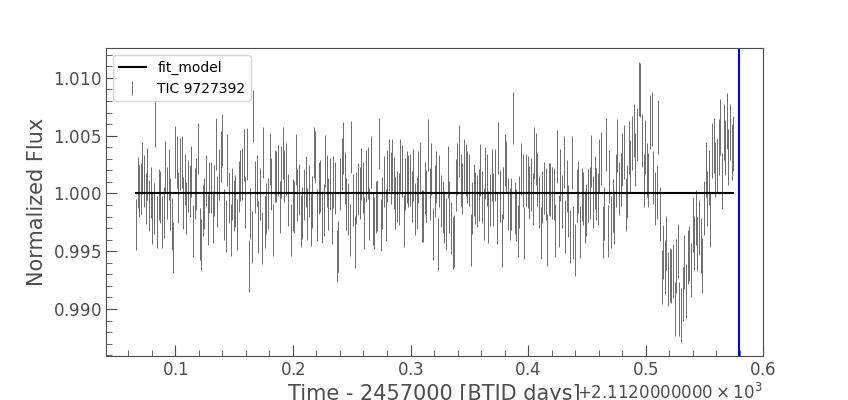 fit_model
TIC 9727392
1.010
1.005
1.000
0.995
0.990
Normalized Flux
0.1
0.2
0.3
0.4
0.5
0.6
Time - 2457000 [BTJD days]
+2.1120000000 × 10³